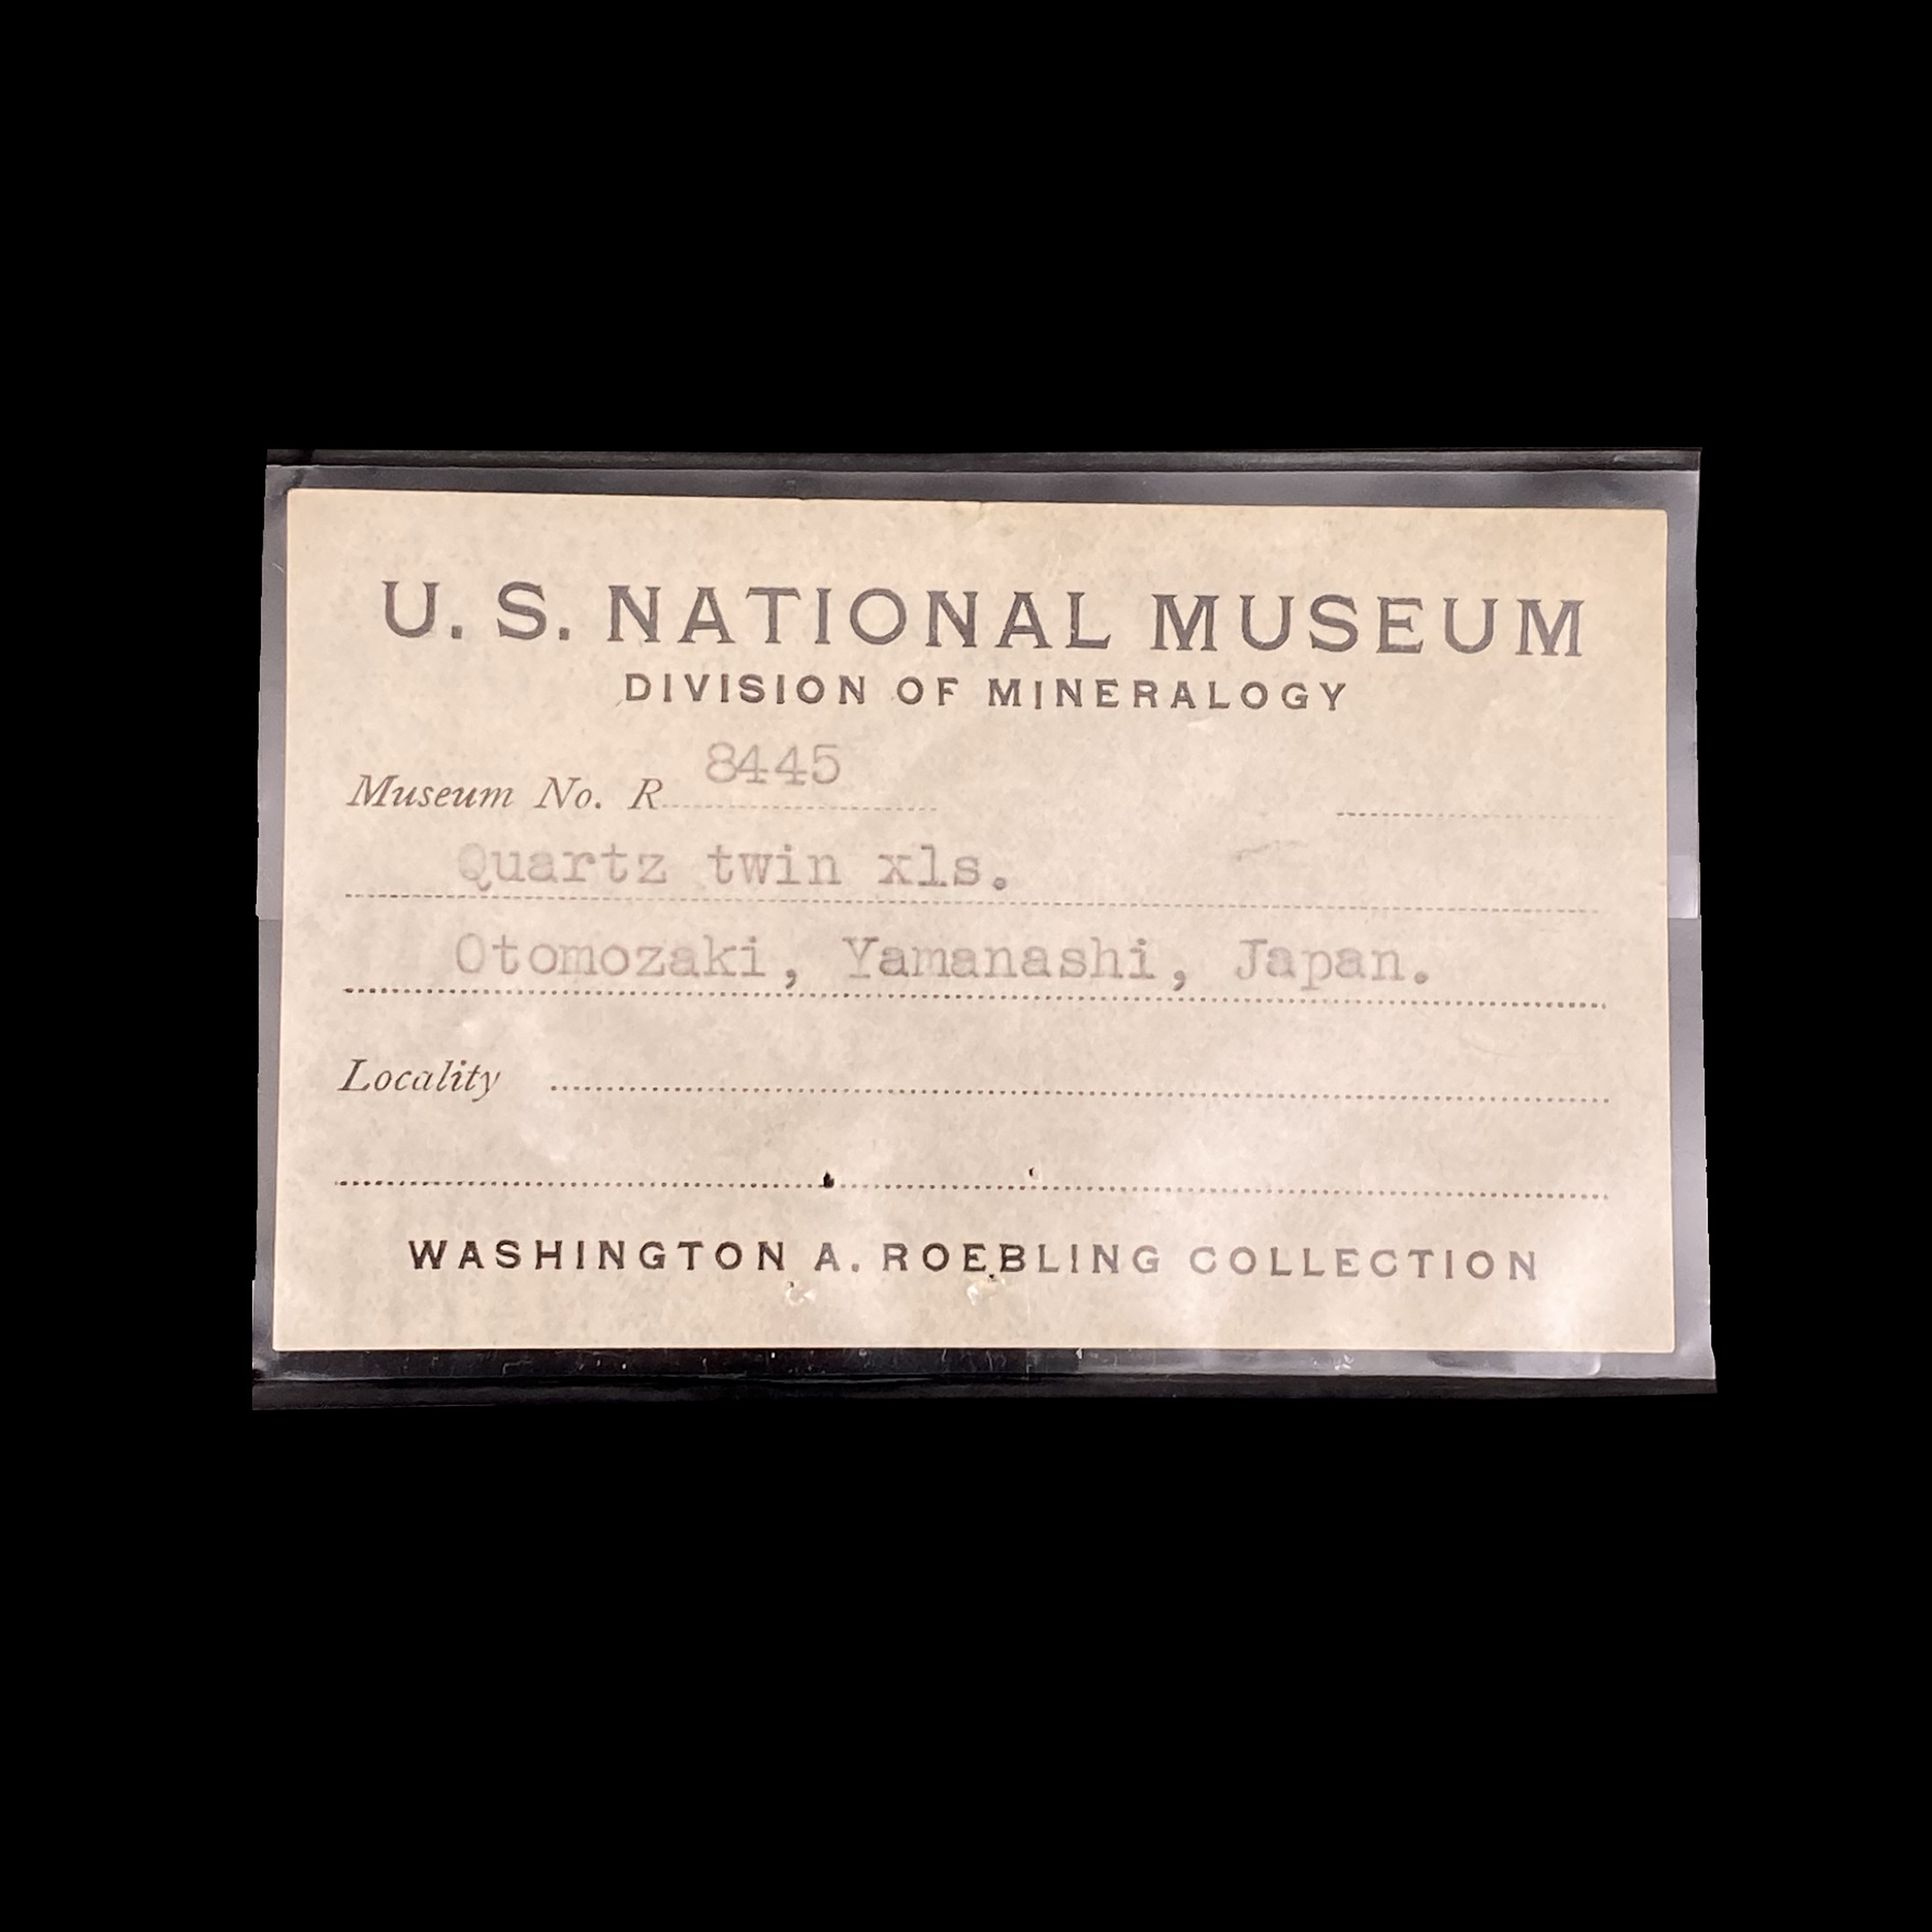 U. S. NATIONAL MUSEUM
DIVISION OF MINERALOGY
Museum No. R 8445
Quartz twin xls.
Otomozaki, Yamanashi, Japan.
Locality
WASHINGTON A. ROEBLING COLLECTION